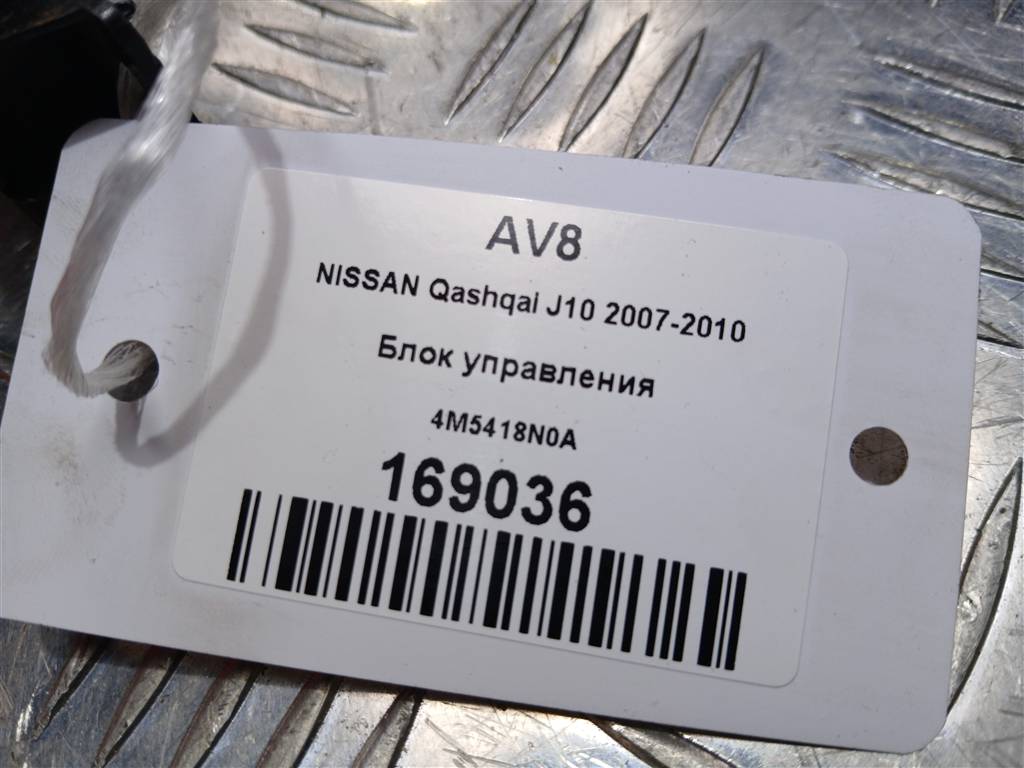 AV8
NISSAN Qashqai J10 2007-2010
Блок управления
4M5418N0A
169036